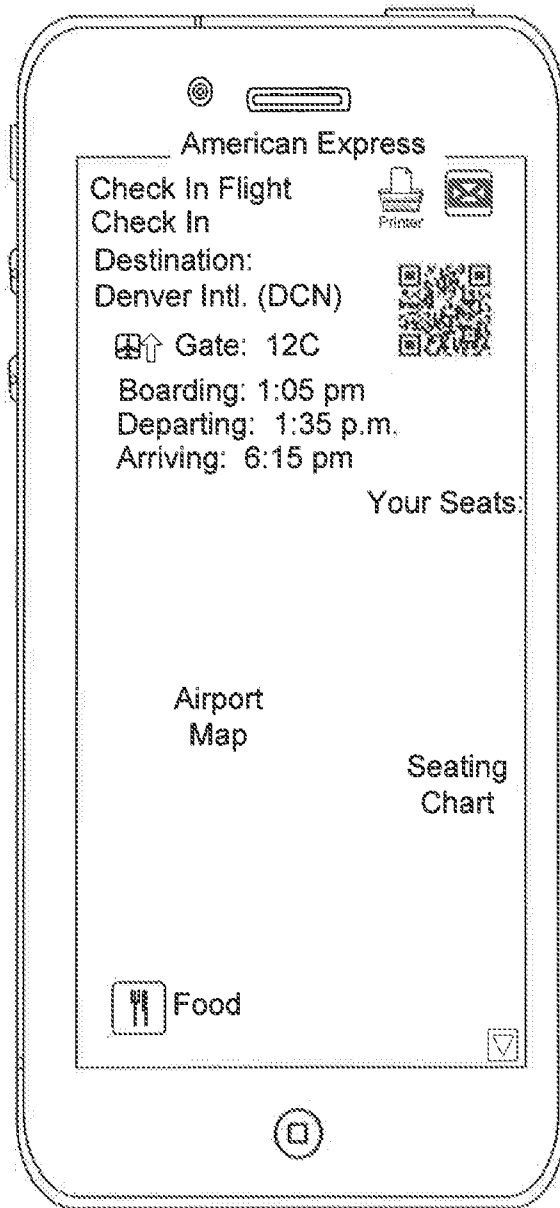 American Express
Check In Flight
Check In
Printer
Destination:
Denver Intl. (DCN)
Gate: 12C
Boarding: 1:05 pm
Departing: 1:35 p.m.
Arriving: 6:15 pm
Your Seats:
Airport
Map
Seating
Chart
Food